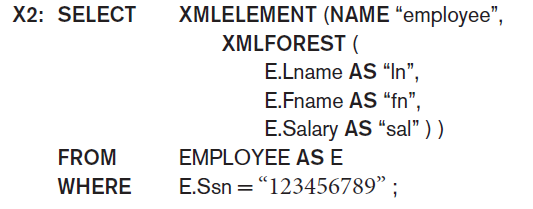 X2: SELECT XMLELEMENT (NAME “employee”,
XMLFOREST (
E.Lname AS “ln”,
E.Fname AS “fn”,
E.Salary AS “sal” ) )
FROM EMPLOYEE AS E
WHERE E.Ssn = “123456789” ;